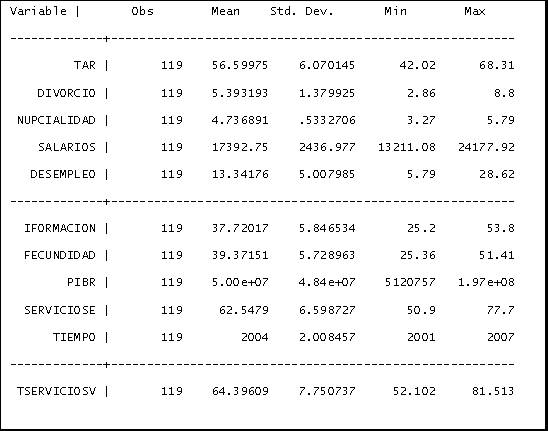 Variable | Obs Mean Std. Dev. Min Max
-------------+--------------------------------------------------------
TAR | 119 56.59975 6.070145 42.02 68.31
DIVORCIO | 119 5.393193 1.379925 2.86 8.8
NUPCIALIDAD | 119 4.736891 .5332706 3.27 5.79
SALARIOS | 119 17392.75 2436.977 13211.08 24177.92
DESEMPLEO | 119 13.34176 5.007985 5.79 28.62
-------------+--------------------------------------------------------
IFORMACION | 119 37.72017 5.846534 25.2 53.8
FECUNDIDAD | 119 39.37151 5.728963 25.36 51.41
PIBR | 119 5.00e+07 4.84e+07 5120757 1.97e+08
SERVICIOSE | 119 62.5479 6.598727 50.9 77.7
TIEMPO | 119 2004 2.008457 2001 2007
-------------+--------------------------------------------------------
TSERVICIOSV | 119 64.39609 7.750737 52.102 81.513